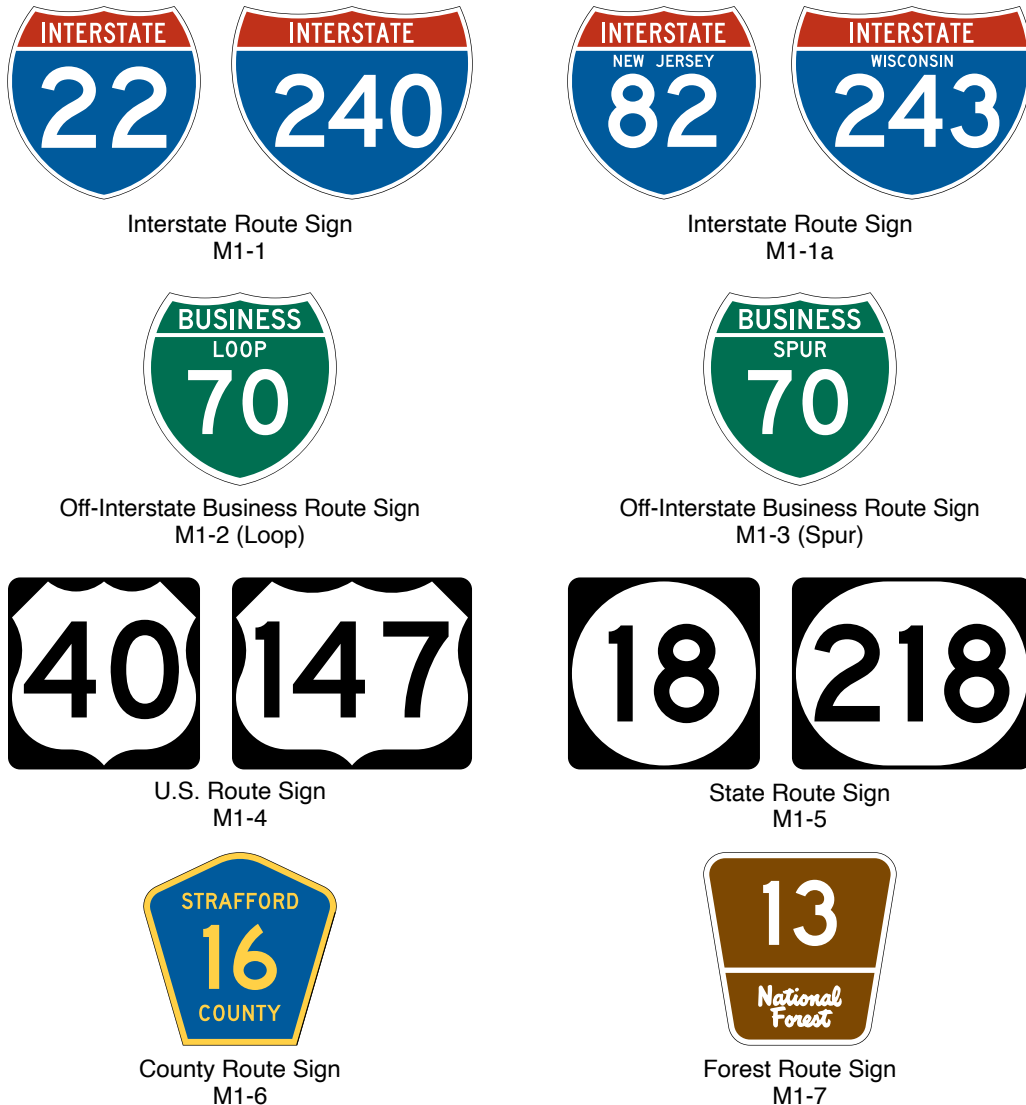 INTERSTATE
22
INTERSTATE
240
Interstate Route Sign
M1-1
INTERSTATE
NEW JERSEY
82
INTERSTATE
WISCONSIN
243
Interstate Route Sign
M1-1a
BUSINESS
LOOP
70
Off-Interstate Business Route Sign
M1-2 (Loop)
BUSINESS
SPUR
70
Off-Interstate Business Route Sign
M1-3 (Spur)
40
147
U.S. Route Sign
M1-4
18
218
State Route Sign
M1-5
STRAFFORD
16
COUNTY
County Route Sign
M1-6
13
National
Forest
Forest Route Sign
M1-7